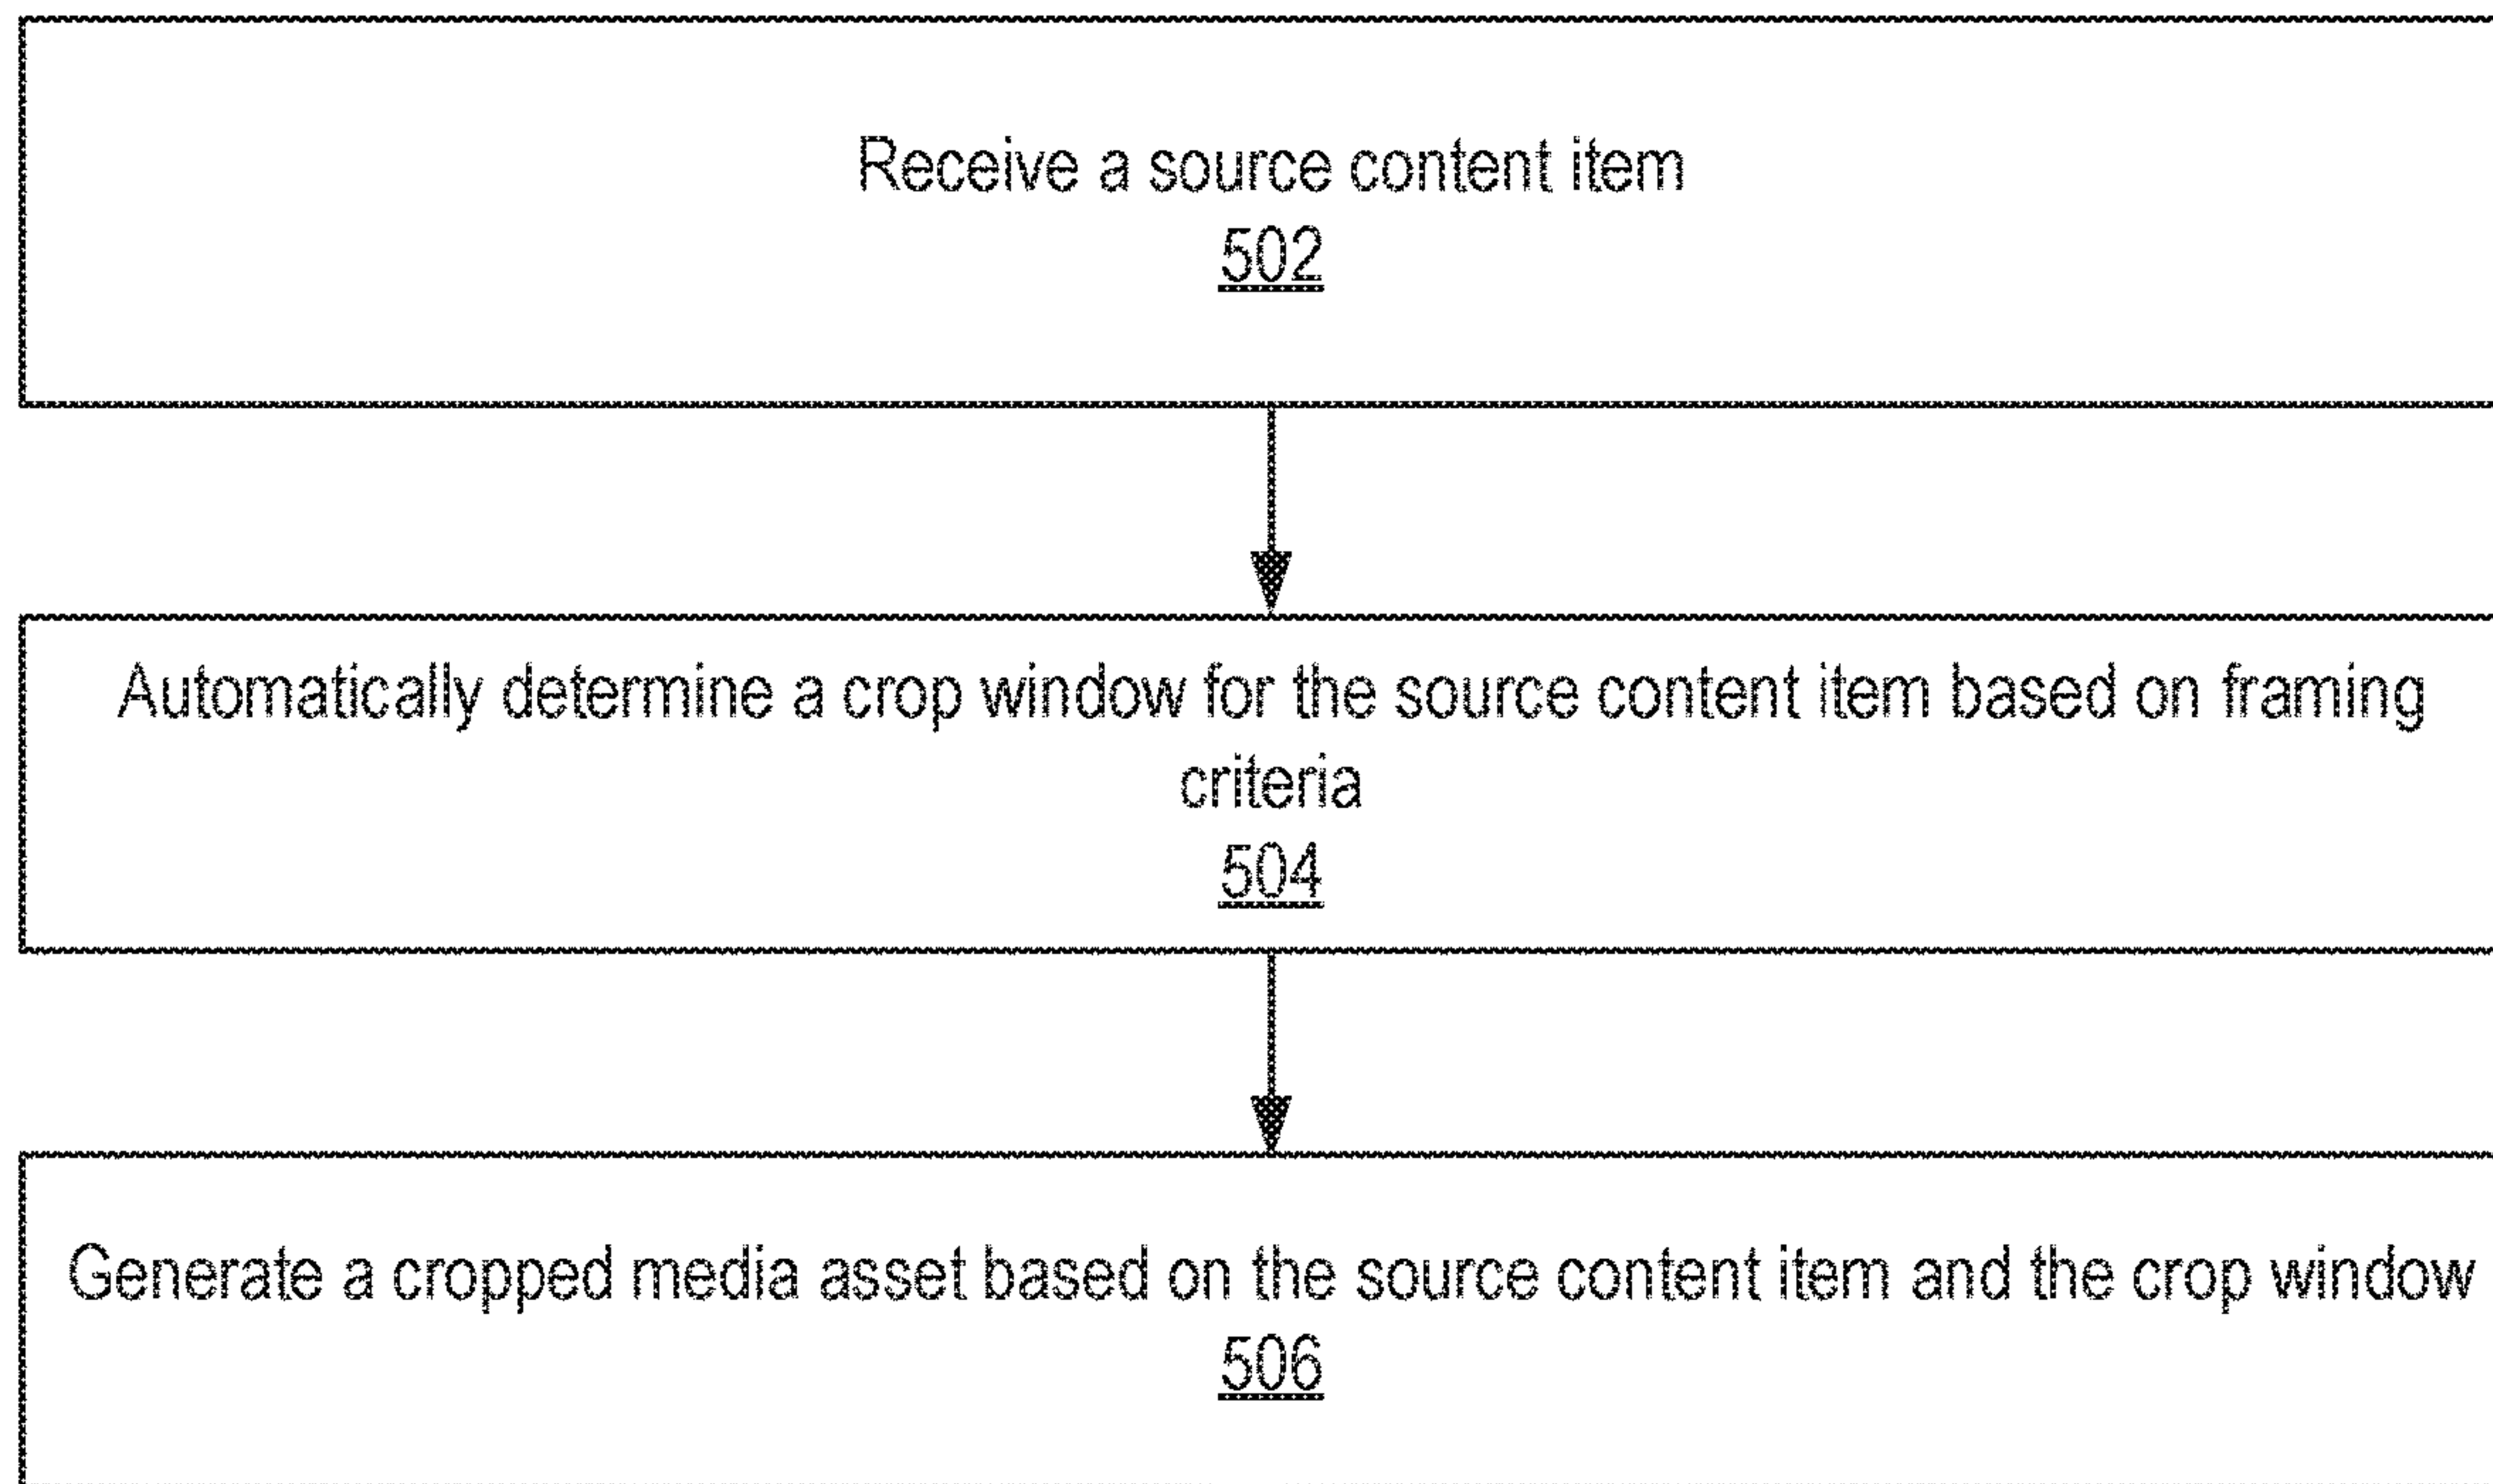 Receive a source content item
502
Automatically determine a crop window for the source content item based on framing
criteria
504
Generate a cropped media asset based on the source content item and the crop window
506